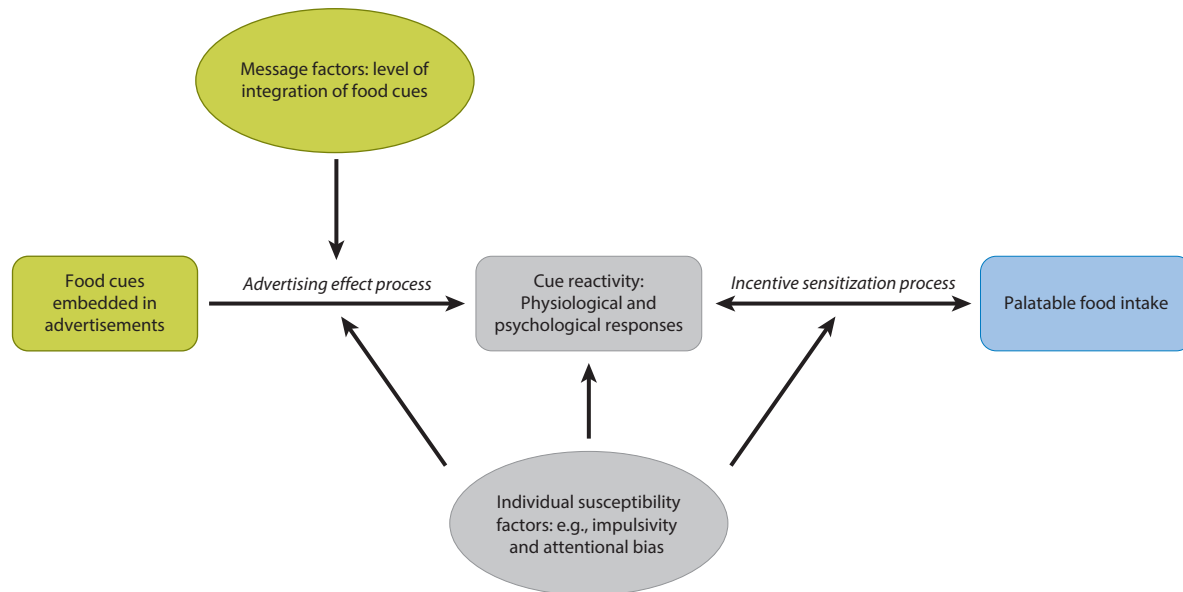 Message factors: level of
integration of food cues
Food cues
embedded in
advertisements
Advertising effect process
Cue reactivity:
Physiological and
psychological responses
Incentive sensitization process
Palatable food intake
Individual susceptibility
factors: e.g., impulsivity
and attentional bias